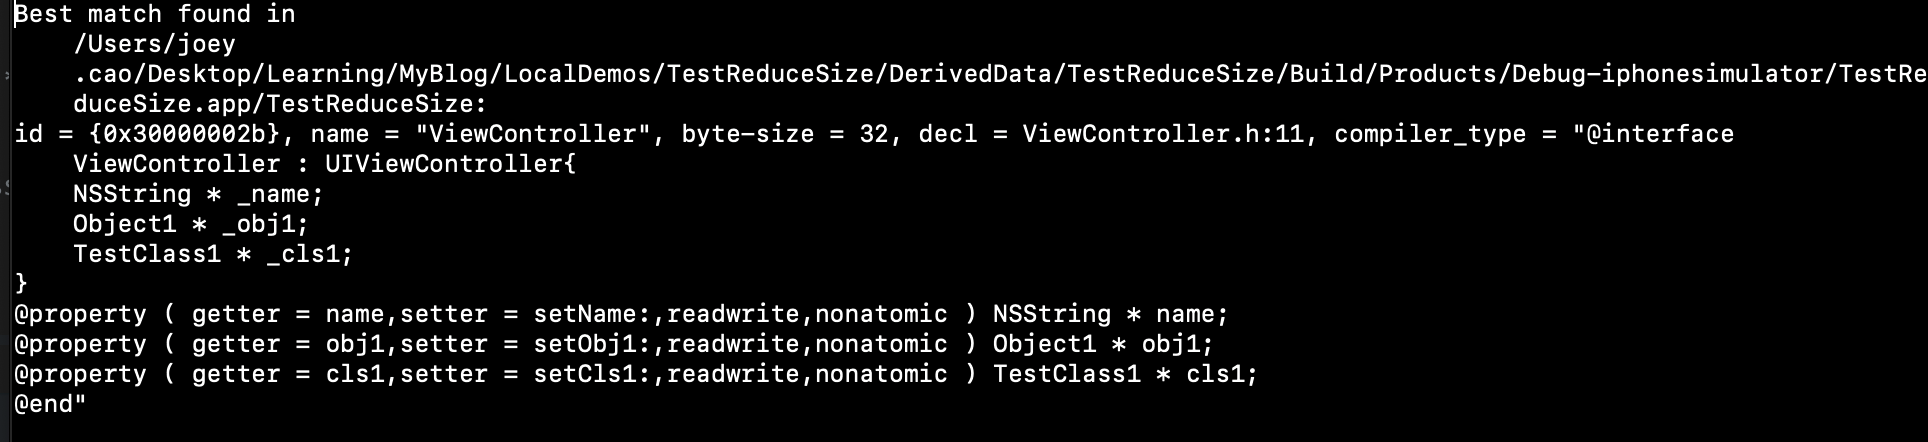 Best match found in
/Users/joey
.cao/Desktop/Learning/MyBlog/LocalDemos/TestReduceSize/DerivedData/TestReduceSize/Build/Products/Debug-iphonesimulator/TestRe
duceSize.app/TestReduceSize:
id = {0x30000002b}, name = "ViewController", byte-size = 32, decl = ViewController.h:11, compiler_type = "@interface
ViewController : UIViewController{
NSString * _name;
Object1 * _obj1;
TestClass1 * _cls1;
}
@property ( getter = name,setter = setName:,readwrite,nonatomic ) NSString * name;
@property ( getter = obj1,setter = setObj1:,readwrite,nonatomic ) Object1 * obj1;
@property ( getter = cls1,setter = setCls1:,readwrite,nonatomic ) TestClass1 * cls1;
@end"